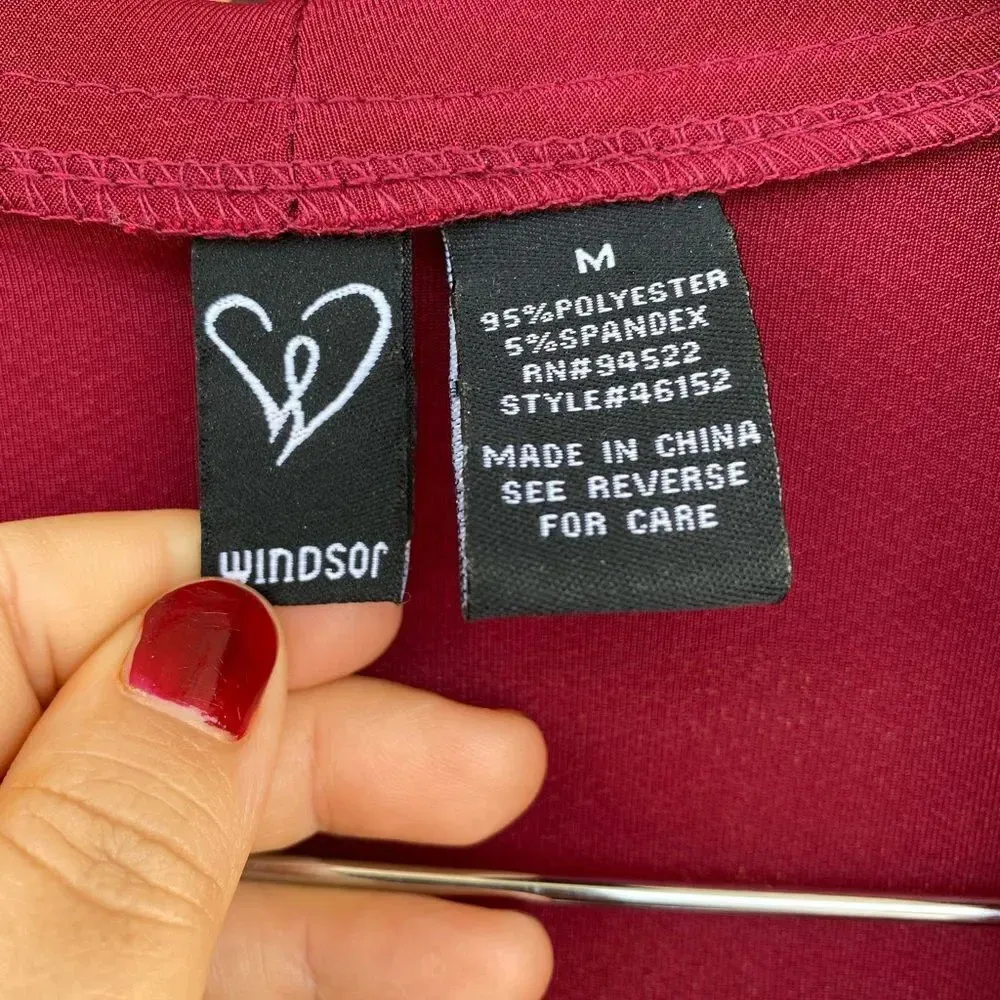 WINDSOR
M
95%POLYESTER
5%SPANDEX
RN#94522
STYLE#46152
MADE IN CHINA
SEE REVERSE
FOR CARE